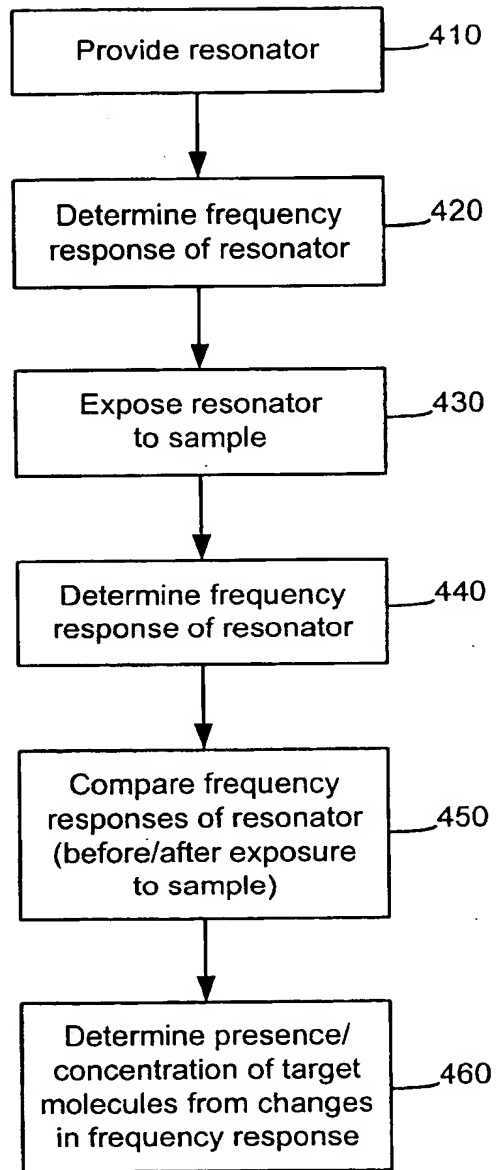 Provide resonator
410
Determine frequency
response of resonator
420
Expose resonator
to sample
430
Determine frequency
response of resonator
440
Compare frequency
responses of resonator
(before/after exposure
to sample)
450
Determine presence/
concentration of target
molecules from changes
in frequency response
460